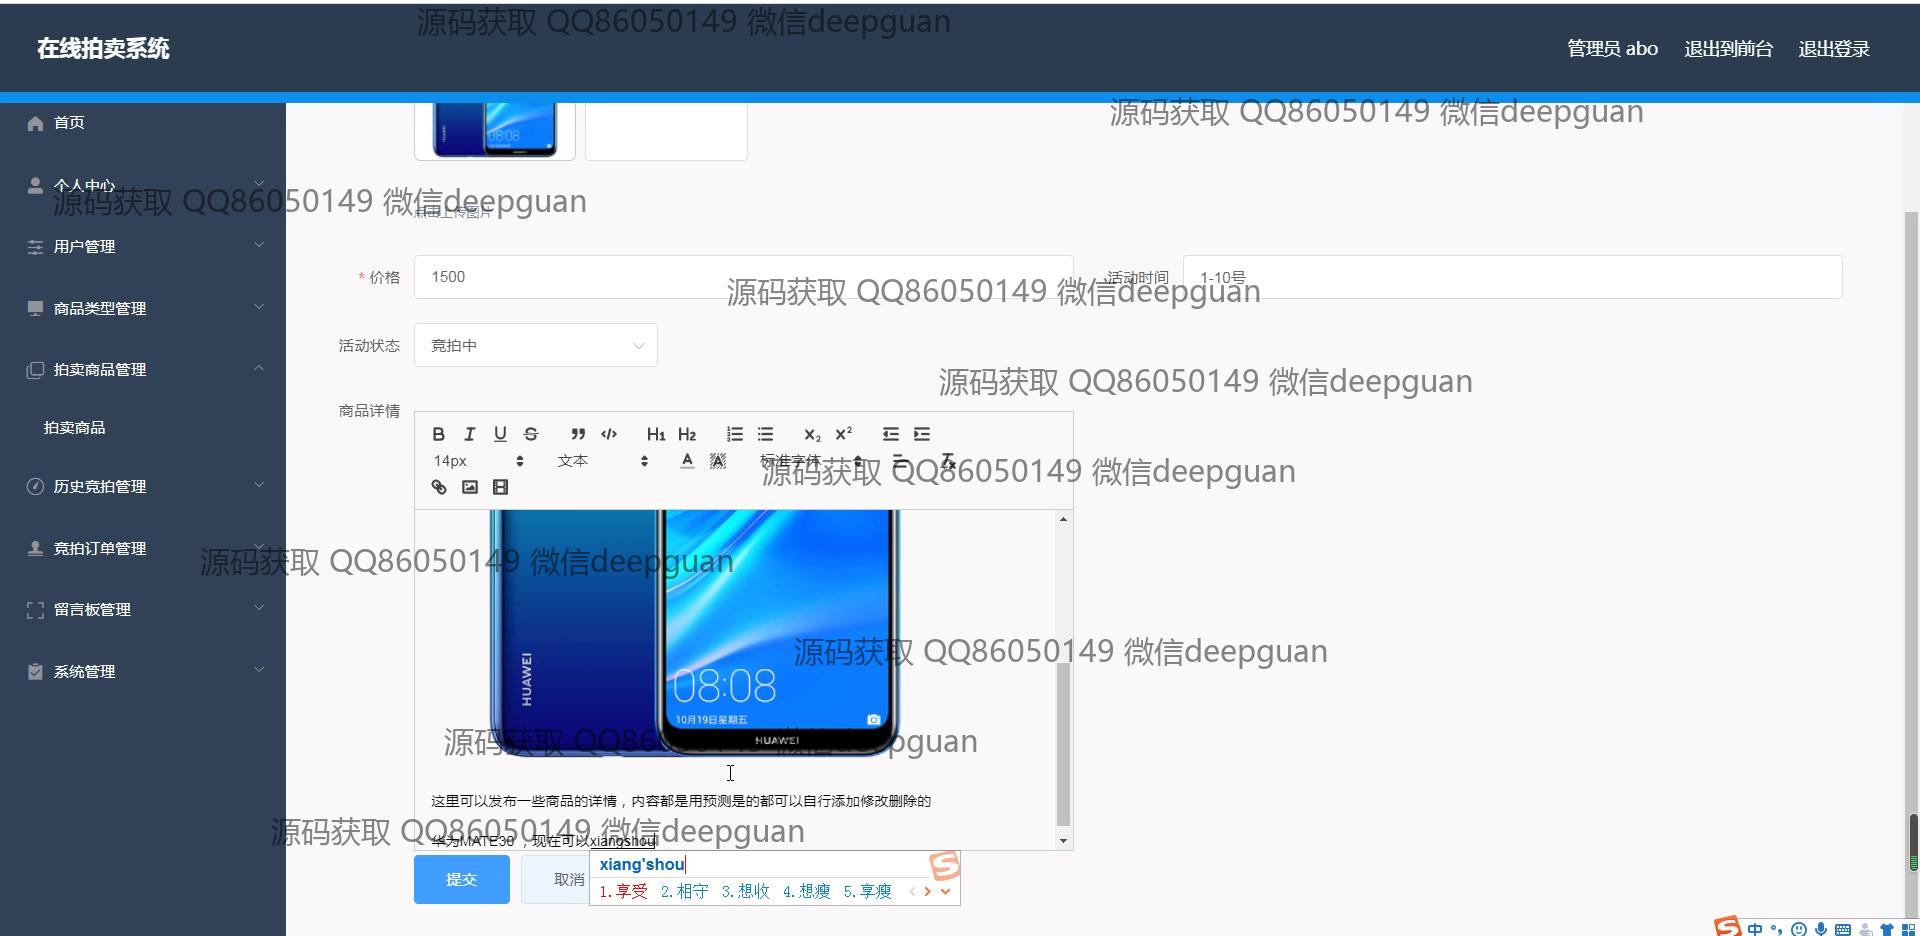 源码获取 QQ86050149 微信deepguan
在线拍卖系统
管理员 abo 退出到前台 退出登录
源码获取 QQ86050149 微信deepguan
首页
08:08
个人中心
源码获取 QQ86050149 微信deepguan
点击上传图片
用户管理
* 价格 1500
活动时间 1-10号
源码获取 QQ86050149 微信deepguan
商品类型管理
活动状态 竞拍中
拍卖商品管理
源码获取 QQ86050149 微信deepguan
商品详情
拍卖商品
B I U S ” </> H1 H2 X2 X2
14px 文本 A A 标准字体 Tx
源码获取 QQ86050149 微信deepguan
历史竞拍管理
竞拍订单管理
源码获取 QQ86050149 微信deepguan
留言板管理
源码获取 QQ86050149 微信deepguan
系统管理
HUAWEI
08:08
10月19日星期五
HUAWEI
源码获取 QQ86050149 微信deepguan
这里可以发布一些商品的详情，内容都是用预测是的都可以自行添加修改删除的
源码获取 QQ86050149 微信deepguan
华为MATE30 ，现在可以xiangshou
提交 取消
xiang'shou
1.享受 2.相守 3.想收 4.想瘦 5.享瘦
S
S 中